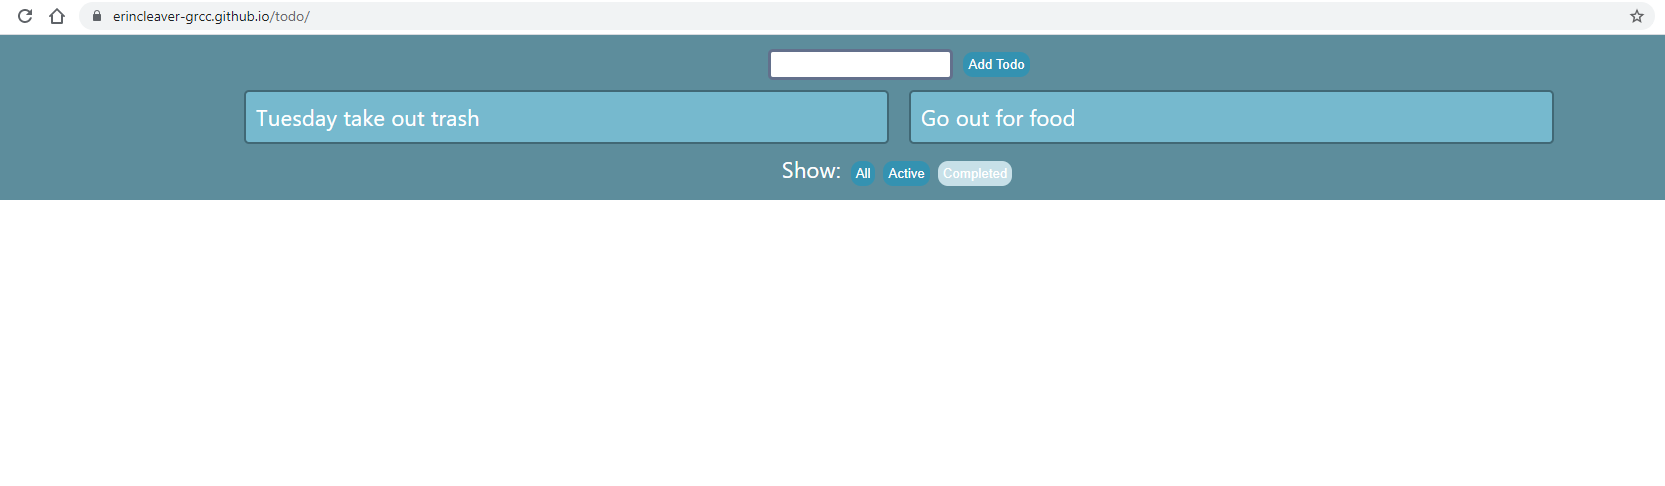 erincleaver-grcc.github.io/todo/
Add Todo
Tuesday take out trash
Go out for food
Show: All Active Completed